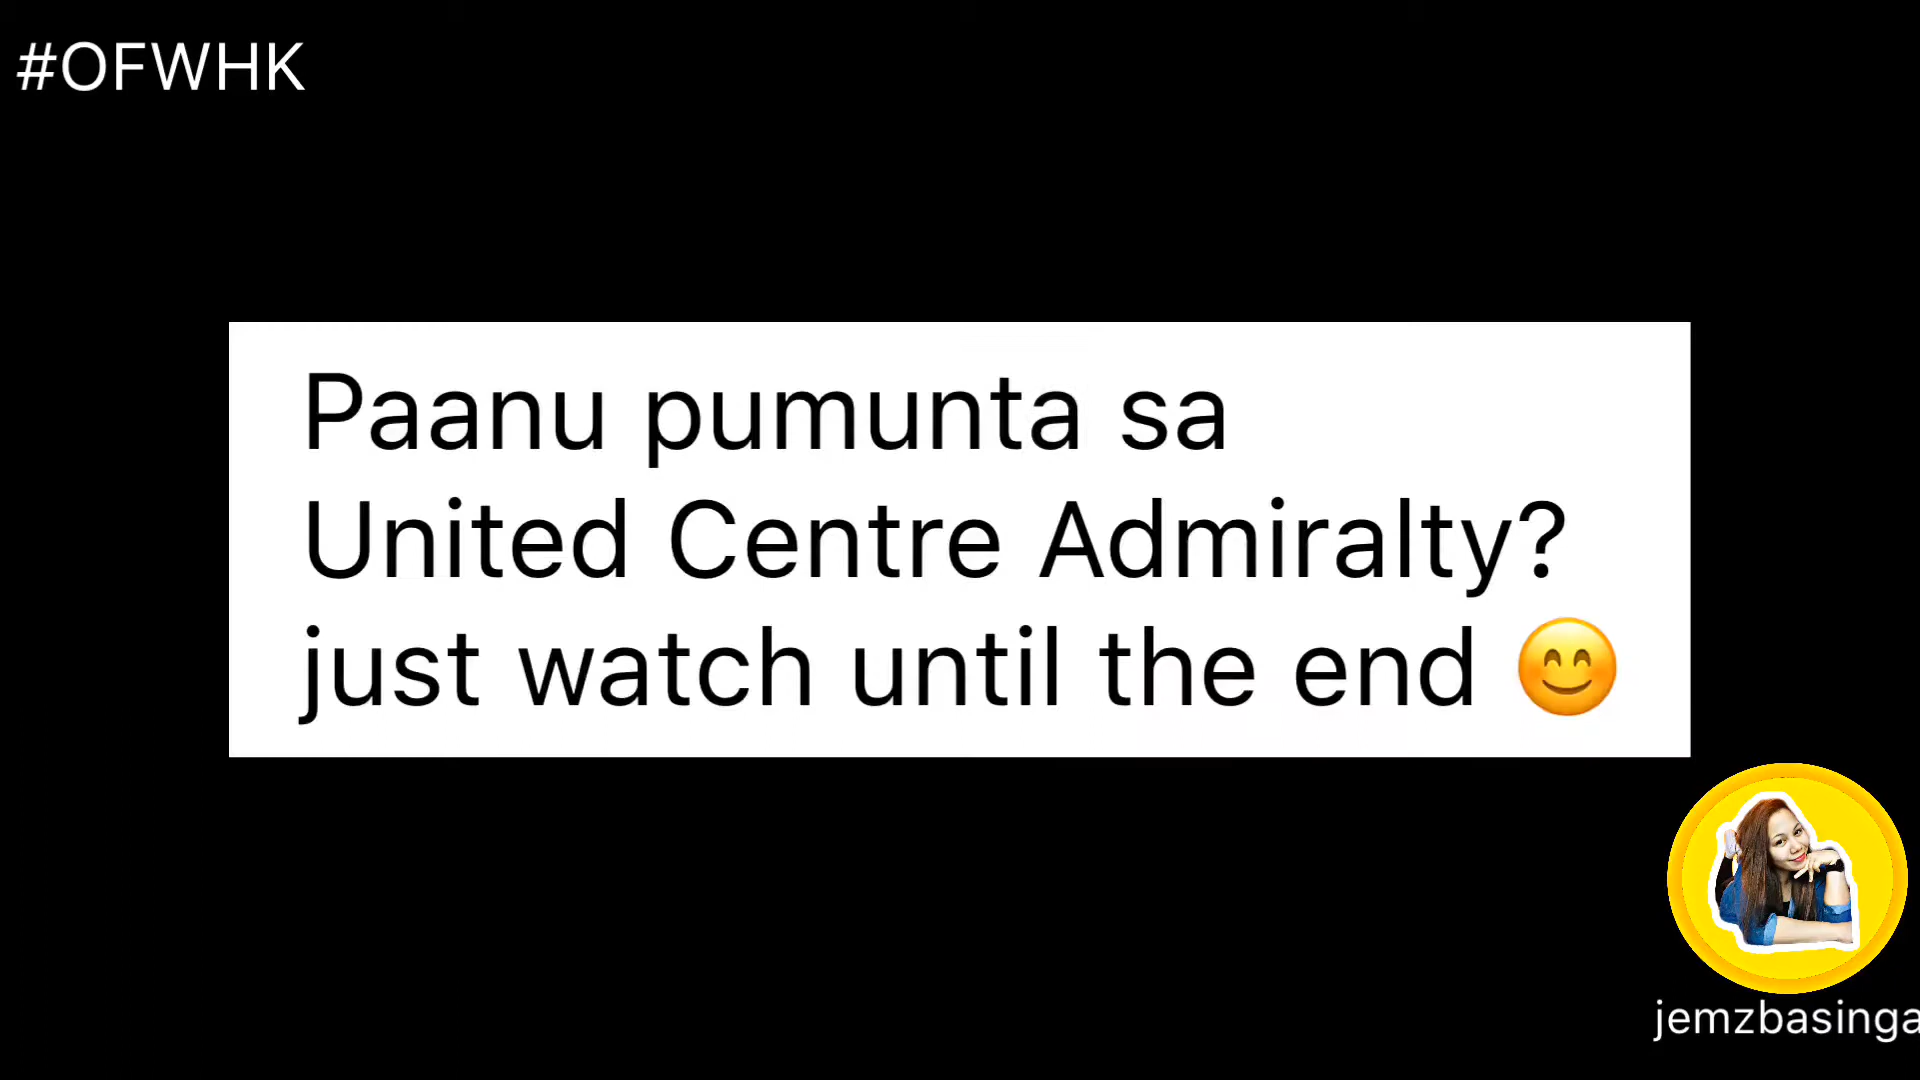 #OFWHK
Paanu pumunta sa
United Centre Admiralty?
just watch until the end 😊
jemzbasinga